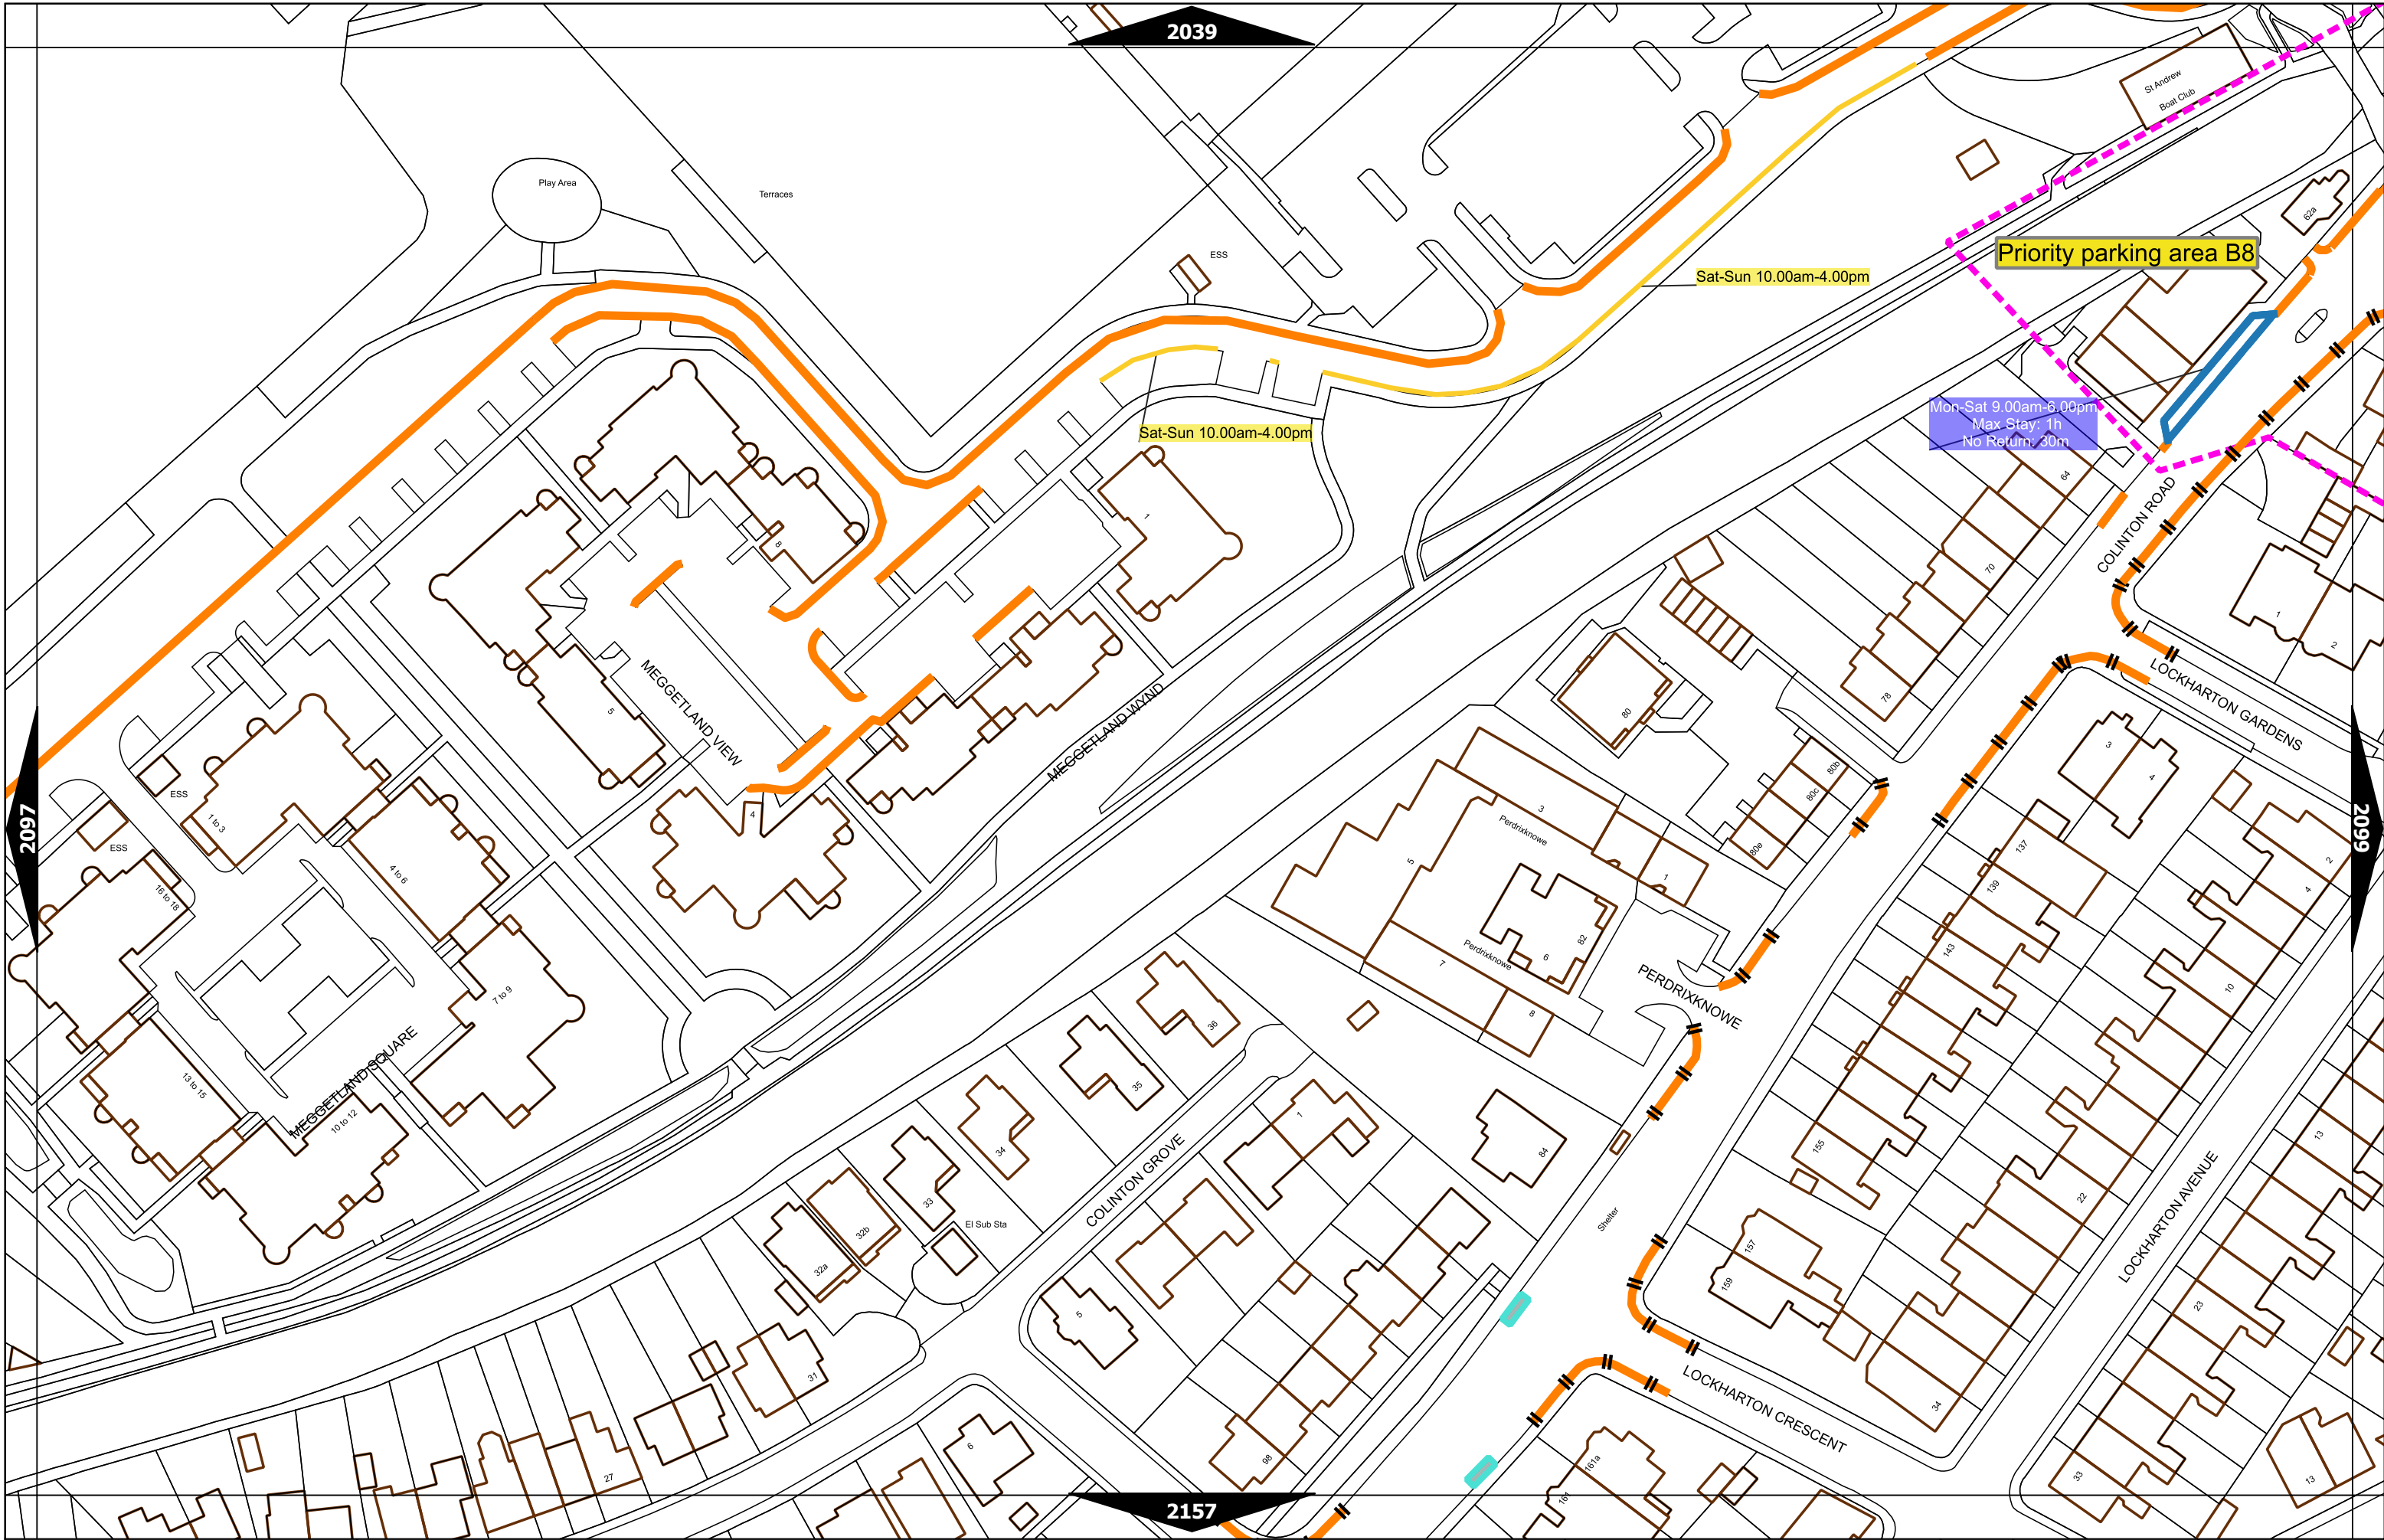 2039
St Andrew
Boat Club
Play Area
Terraces
62a
ESS
Priority parking area B8
Sat-Sun 10.00am-4.00pm
Mon-Sat 9.00am-6.00pm
Max Stay: 1h
No Return: 30m
Sat-Sun 10.00am-4.00pm
64
COLINTON ROAD
1
8
70
1
2
MEGGETLAND VIEW
5
MEGGETLAND WYND
80
78
LOCKHARTON GARDENS
3
4
ESS
1 to 3
ESS
2097
4
3
Perdrixknowe
80b
80c
80e
2099
137
2
4
5
1
4 to 6
16 to 18
139
143
82
6
Perdrixknowe
7
8
PERDRIXKNOWE
10
7 to 9
36
35
MEGGETLAND SQUARE
13 to 15
10 to 12
34
COLINTON GROVE
1
84
155
13
22
LOCKHARTON AVENUE
33
32b
32a
El Sub Sta
Shelter
157
159
5
23
31
LOCKHARTON CRESCENT
34
6
98
27
161a
161
33
13
2157